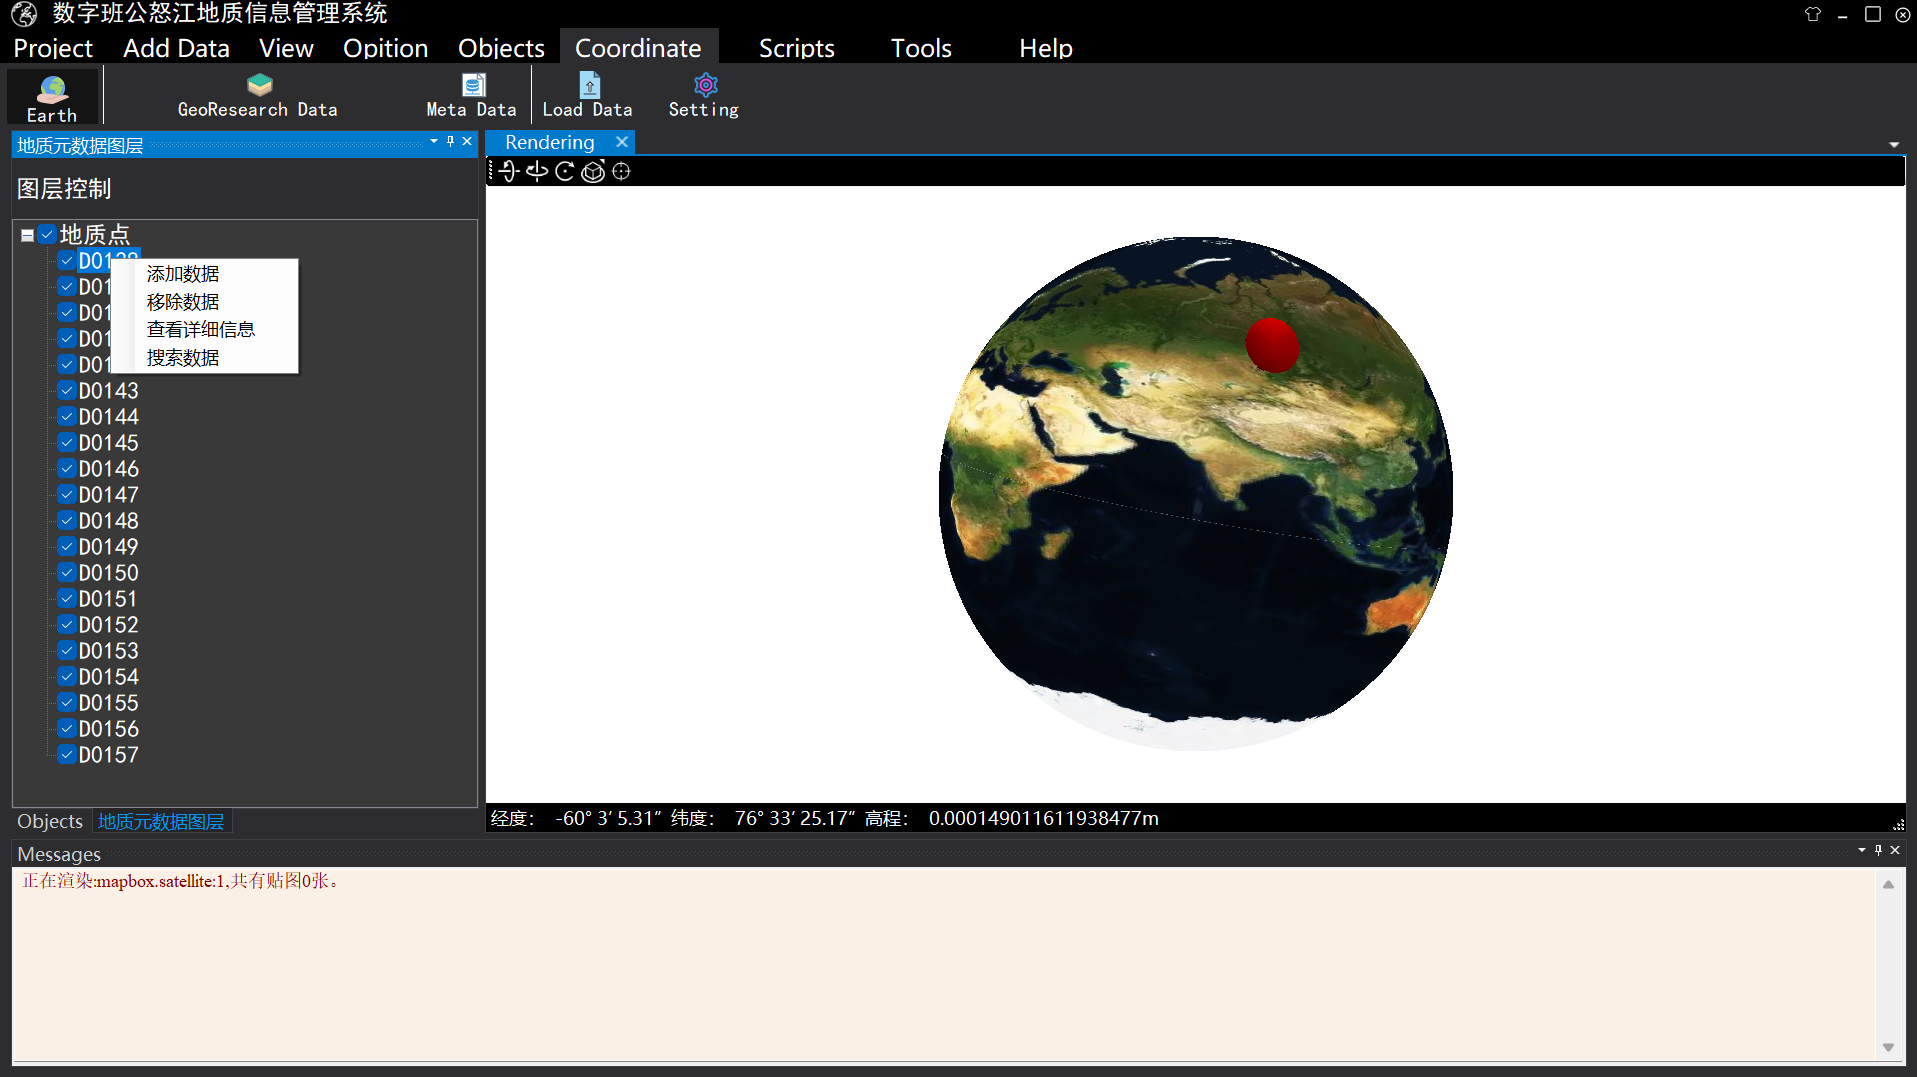 数字班公怒江地质信息管理系统
Project Add Data View Opition Objects Coordinate Scripts Tools Help
Earth GeoResearch Data Meta Data Load Data Setting
地质元数据图层
Rendering
图层控制
地质点
添加数据
移除数据
查看详细信息
搜索数据
D0143
D0144
D0145
D0146
D0147
D0148
D0149
D0150
D0151
D0152
D0153
D0154
D0155
D0156
D0157
Objects 地质元数据图层
经度： -60° 3′ 5.31″ 纬度： 76° 33′ 25.17″ 高程： 0.000149011611938477m
Messages
正在渲染:mapbox.satellite:1,共有贴图0张。